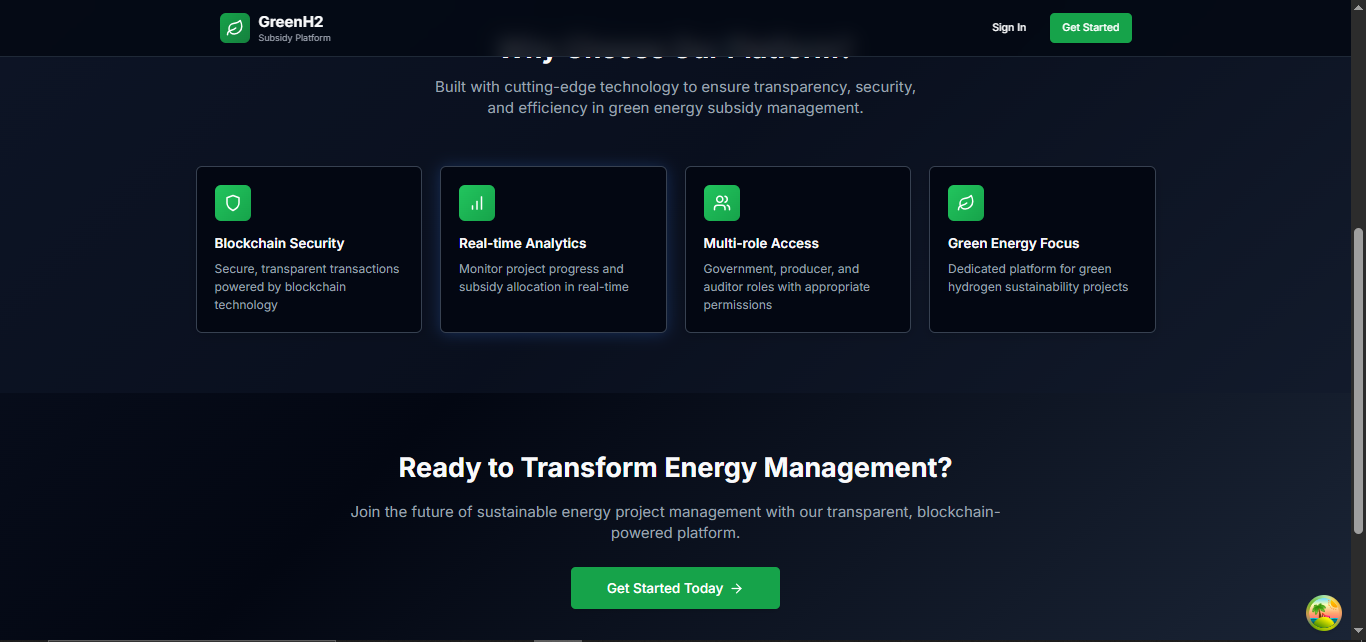 GreenH2
Subsidy Platform
Sign In
Get Started
Why Choose Our Platform?
Built with cutting-edge technology to ensure transparency, security,
and efficiency in green energy subsidy management.
Blockchain Security
Secure, transparent transactions
powered by blockchain
technology
Real-time Analytics
Monitor project progress and
subsidy allocation in real-time
Multi-role Access
Government, producer, and
auditor roles with appropriate
permissions
Green Energy Focus
Dedicated platform for green
hydrogen sustainability projects
Ready to Transform Energy Management?
Join the future of sustainable energy project management with our transparent, blockchain-
powered platform.
Get Started Today →